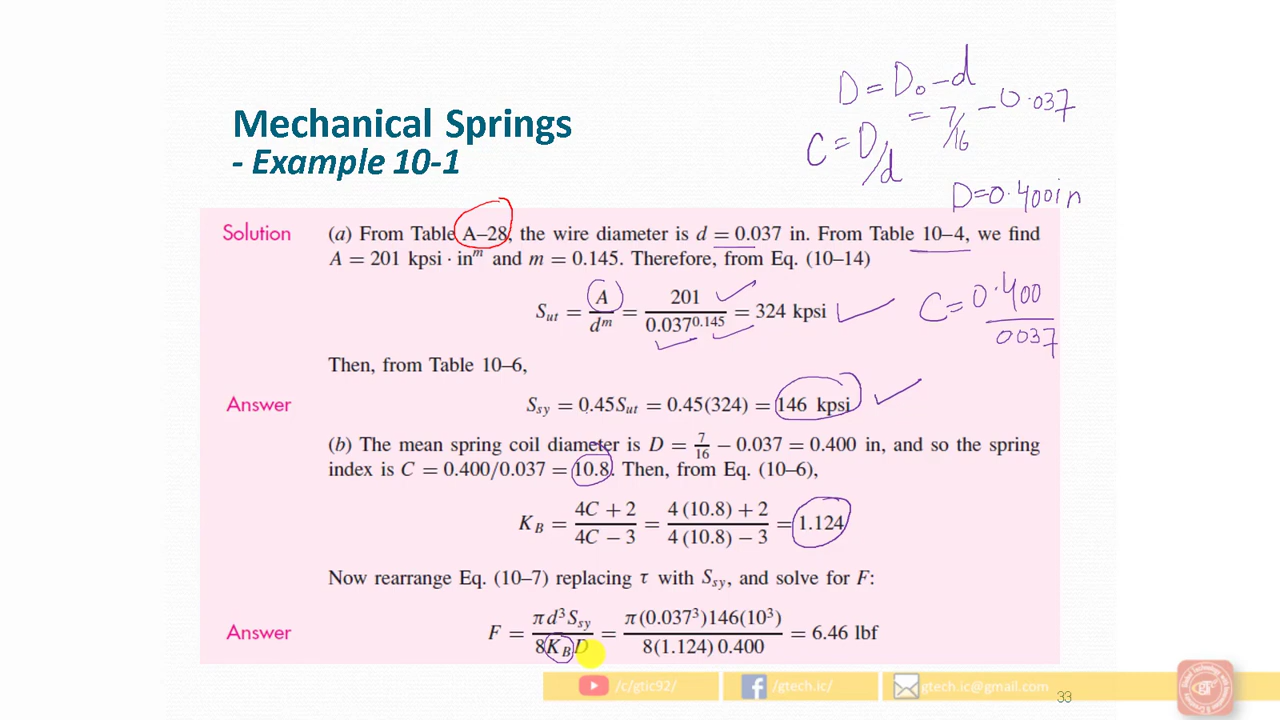 Mechanical Springs
- Example 10-1
D = D₀ - d
= 7/16 - 0.037
C = D/d
D = 0.400 in
Solution (a) From Table A–28, the wire diameter is d = 0.037 in. From Table 10–4, we find
A = 201 kpsi · inᵐ and m = 0.145. Therefore, from Eq. (10–14)
S_ut = A/dᵐ = 201/0.037^0.145 = 324 kpsi
C = 0.400/0037
Then, from Table 10–6,
Answer S_sy = 0.45S_ut = 0.45(324) = 146 kpsi
(b) The mean spring coil diameter is D = 7/16 − 0.037 = 0.400 in, and so the spring
index is C = 0.400/0.037 = 10.8. Then, from Eq. (10–6),
K_B = (4C + 2)/(4C − 3) = (4(10.8) + 2)/(4(10.8) − 3) = 1.124
Now rearrange Eq. (10–7) replacing τ with S_sy, and solve for F:
Answer F = πd³S_sy/8K_BD = π(0.037³)146(10³)/8(1.124)0.400 = 6.46 lbf
/c/gtic92/ /gtech.ic/ gtech.ic@gmail.com 33